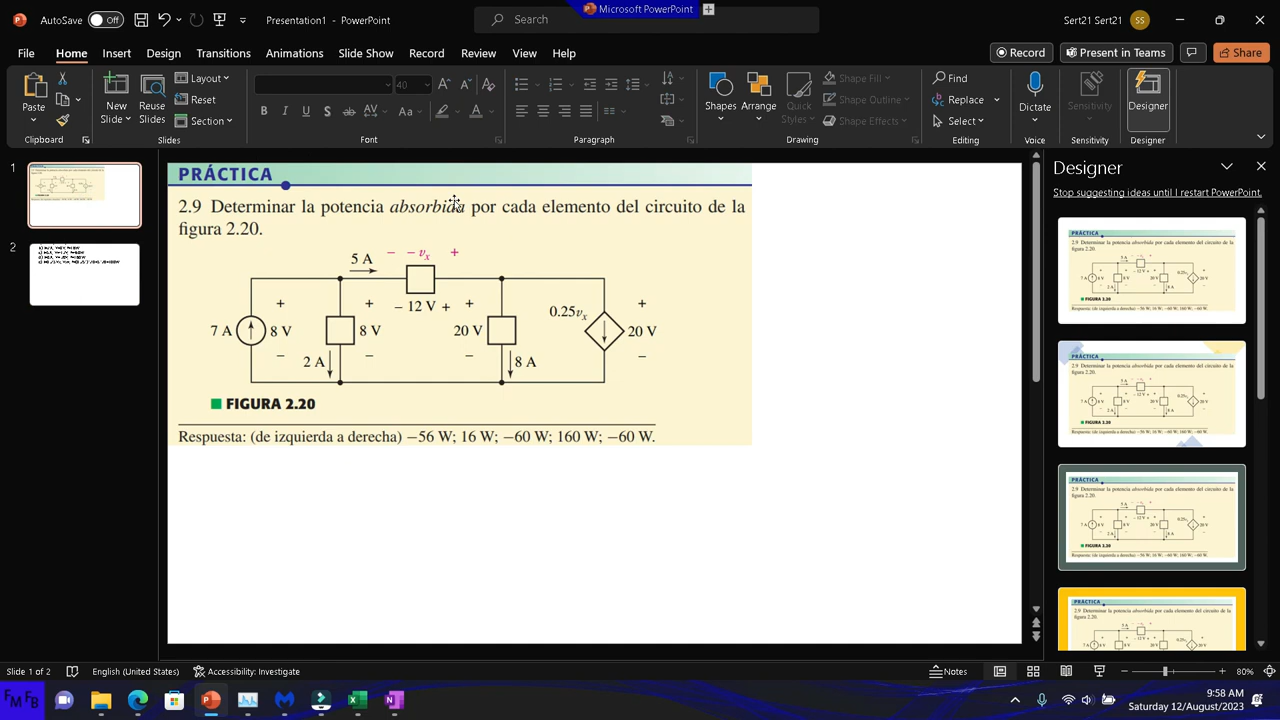 AutoSave Off Presentation1 - PowerPoint Search Microsoft PowerPoint Sert21 Sert21 SS
File Home Insert Design Transitions Animations Slide Show Record Review View Help Record Present in Teams Share
Paste New Slide Reuse Slides Layout Reset Section 40 Shapes Arrange Quick Styles Shape Fill Shape Outline Shape Effects Find Replace Select Dictate Sensitivity Designer
Clipboard Slides Font Paragraph Drawing Editing Voice Sensitivity Designer
1
2
PRÁCTICA
2.9 Determinar la potencia absorbida por cada elemento del circuito de la
figura 2.20.
5 A − − vx +
+ + − 12 V + + 0.25vx +
7 A 8 V 8 V 20 V 20 V
− − − −
2 A 8 A
FIGURA 2.20
Respuesta: (de izquierda a derecha) −56 W; 16 W; −60 W; 160 W; −60 W.
Designer
Stop suggesting ideas until I restart PowerPoint.
Slide 1 of 2 English (United States) Accessibility: Investigate Notes 80%
FM FB
9:58 AM
Saturday 12/August/2023